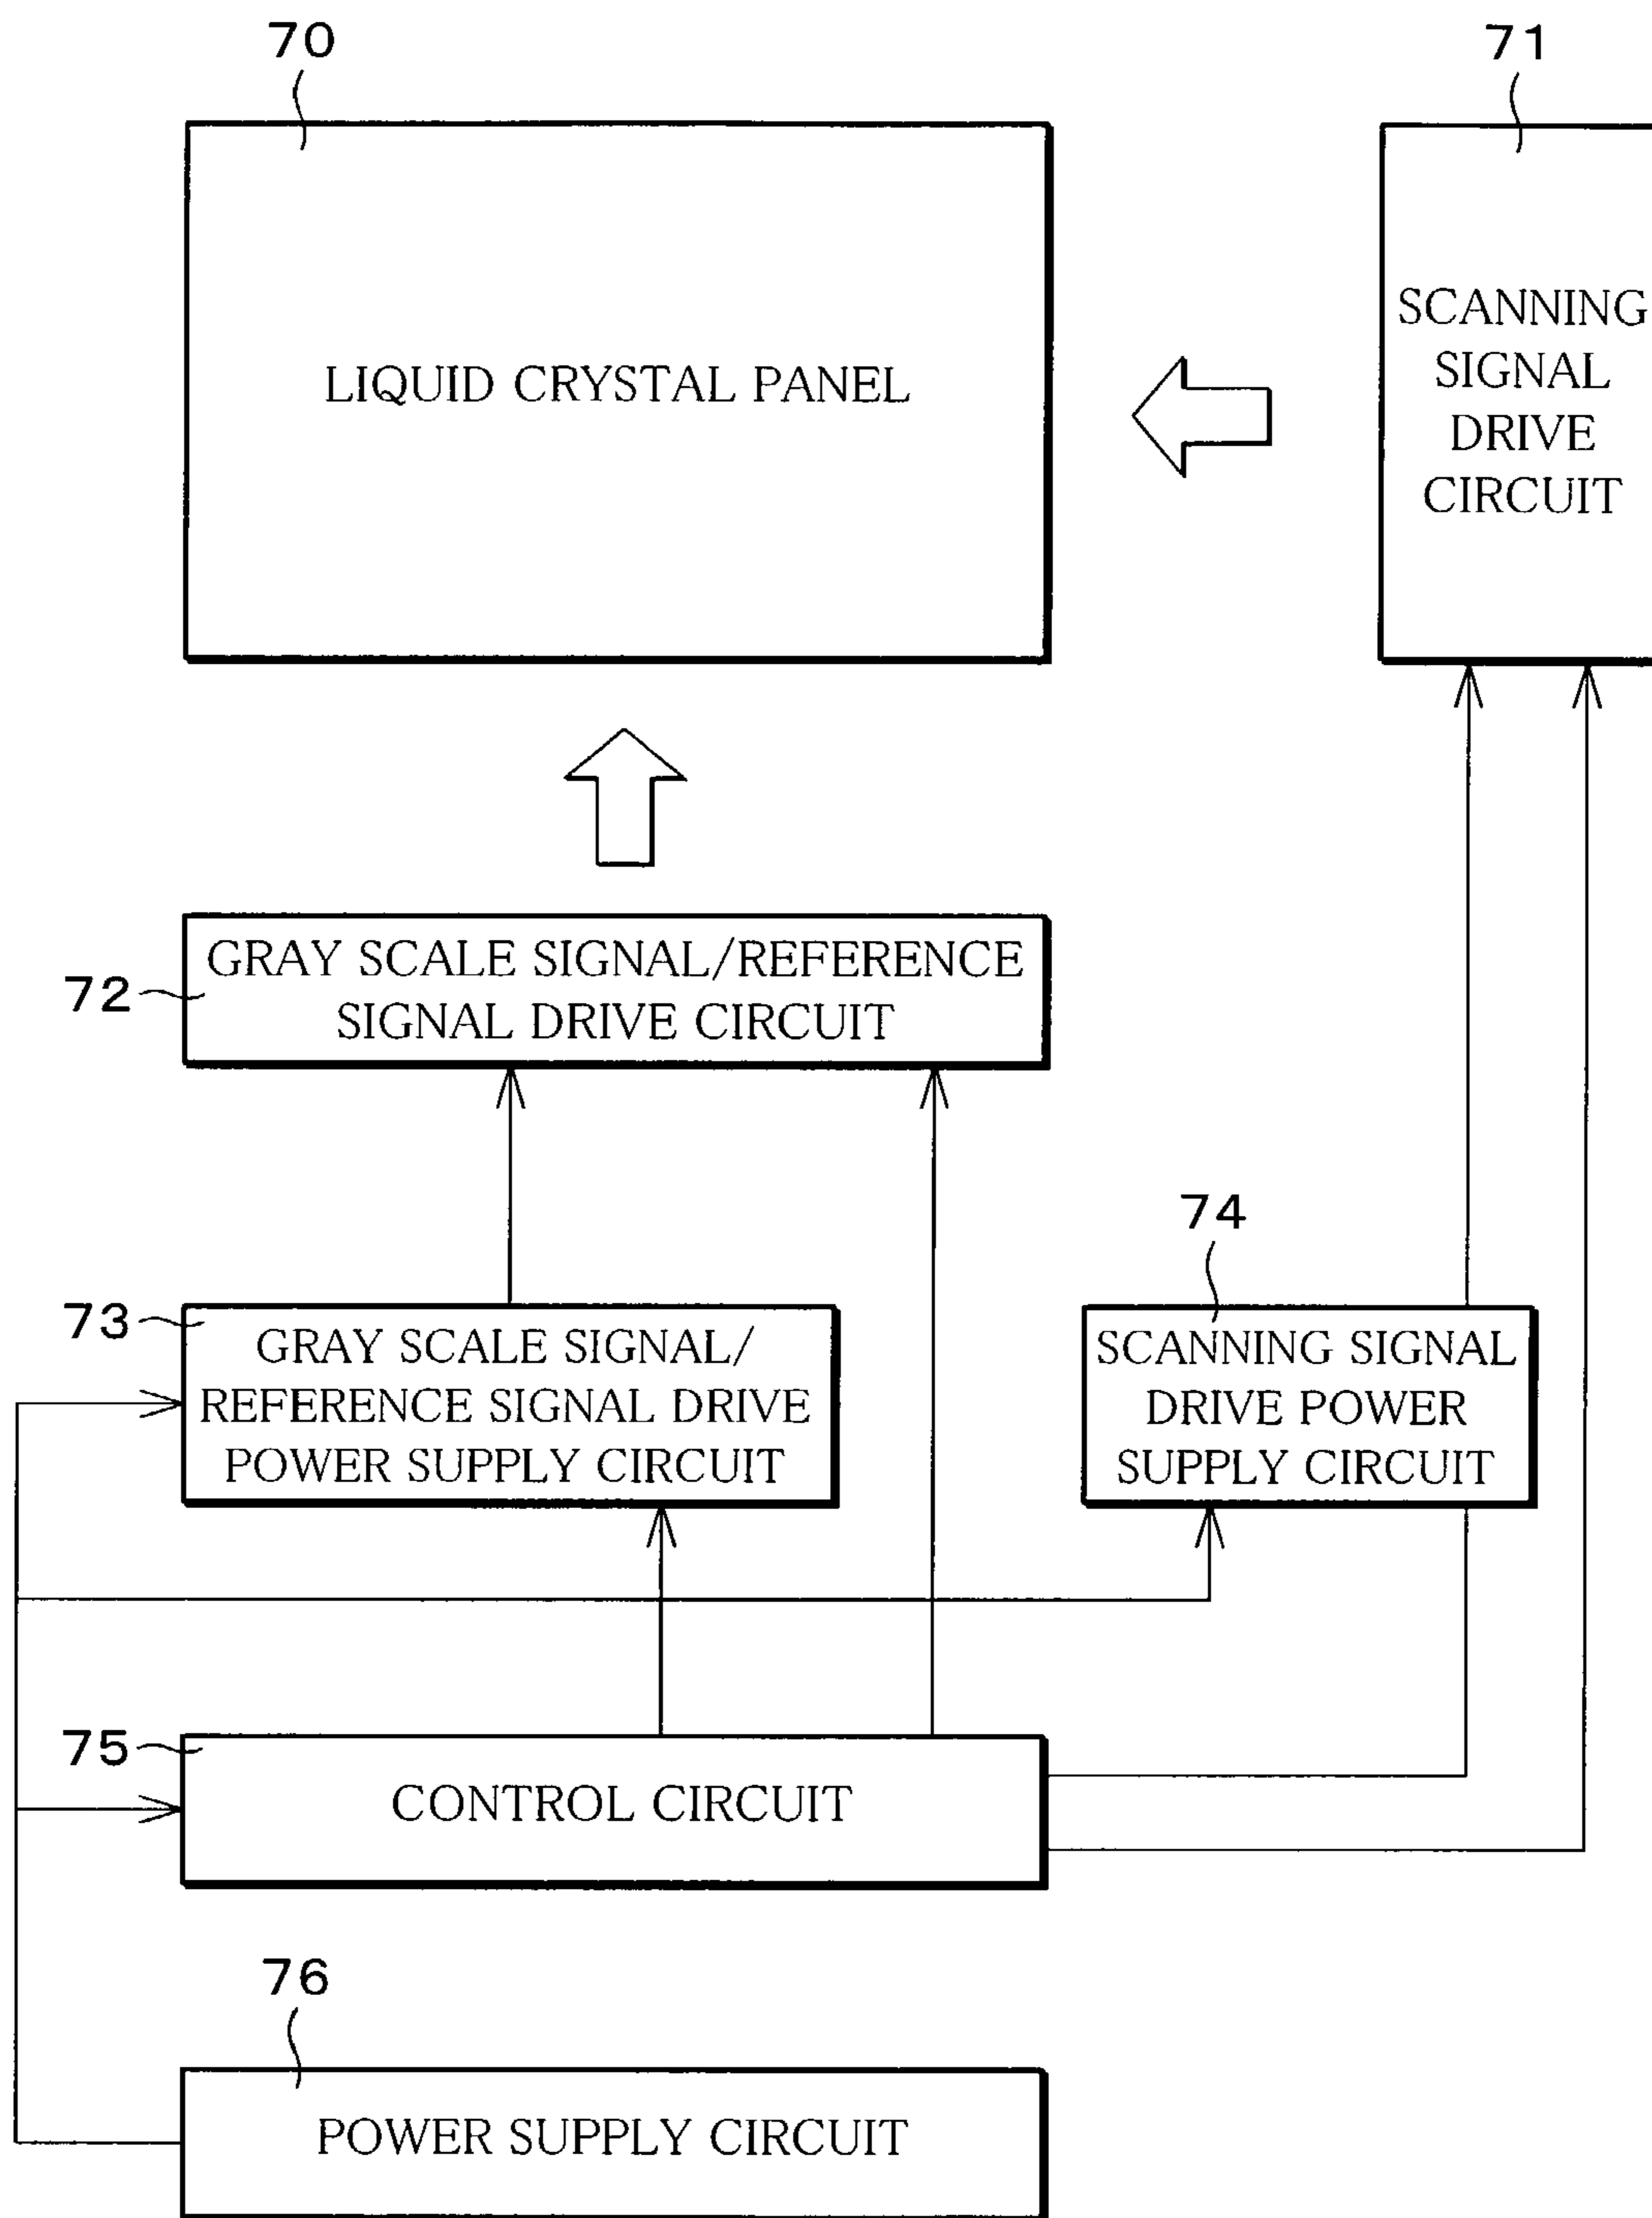 70
71
LIQUID CRYSTAL PANEL
SCANNING
SIGNAL
DRIVE
CIRCUIT
72
GRAY SCALE SIGNAL/REFERENCE
SIGNAL DRIVE CIRCUIT
73
GRAY SCALE SIGNAL/
REFERENCE SIGNAL DRIVE
POWER SUPPLY CIRCUIT
74
SCANNING SIGNAL
DRIVE POWER
SUPPLY CIRCUIT
75
CONTROL CIRCUIT
76
POWER SUPPLY CIRCUIT